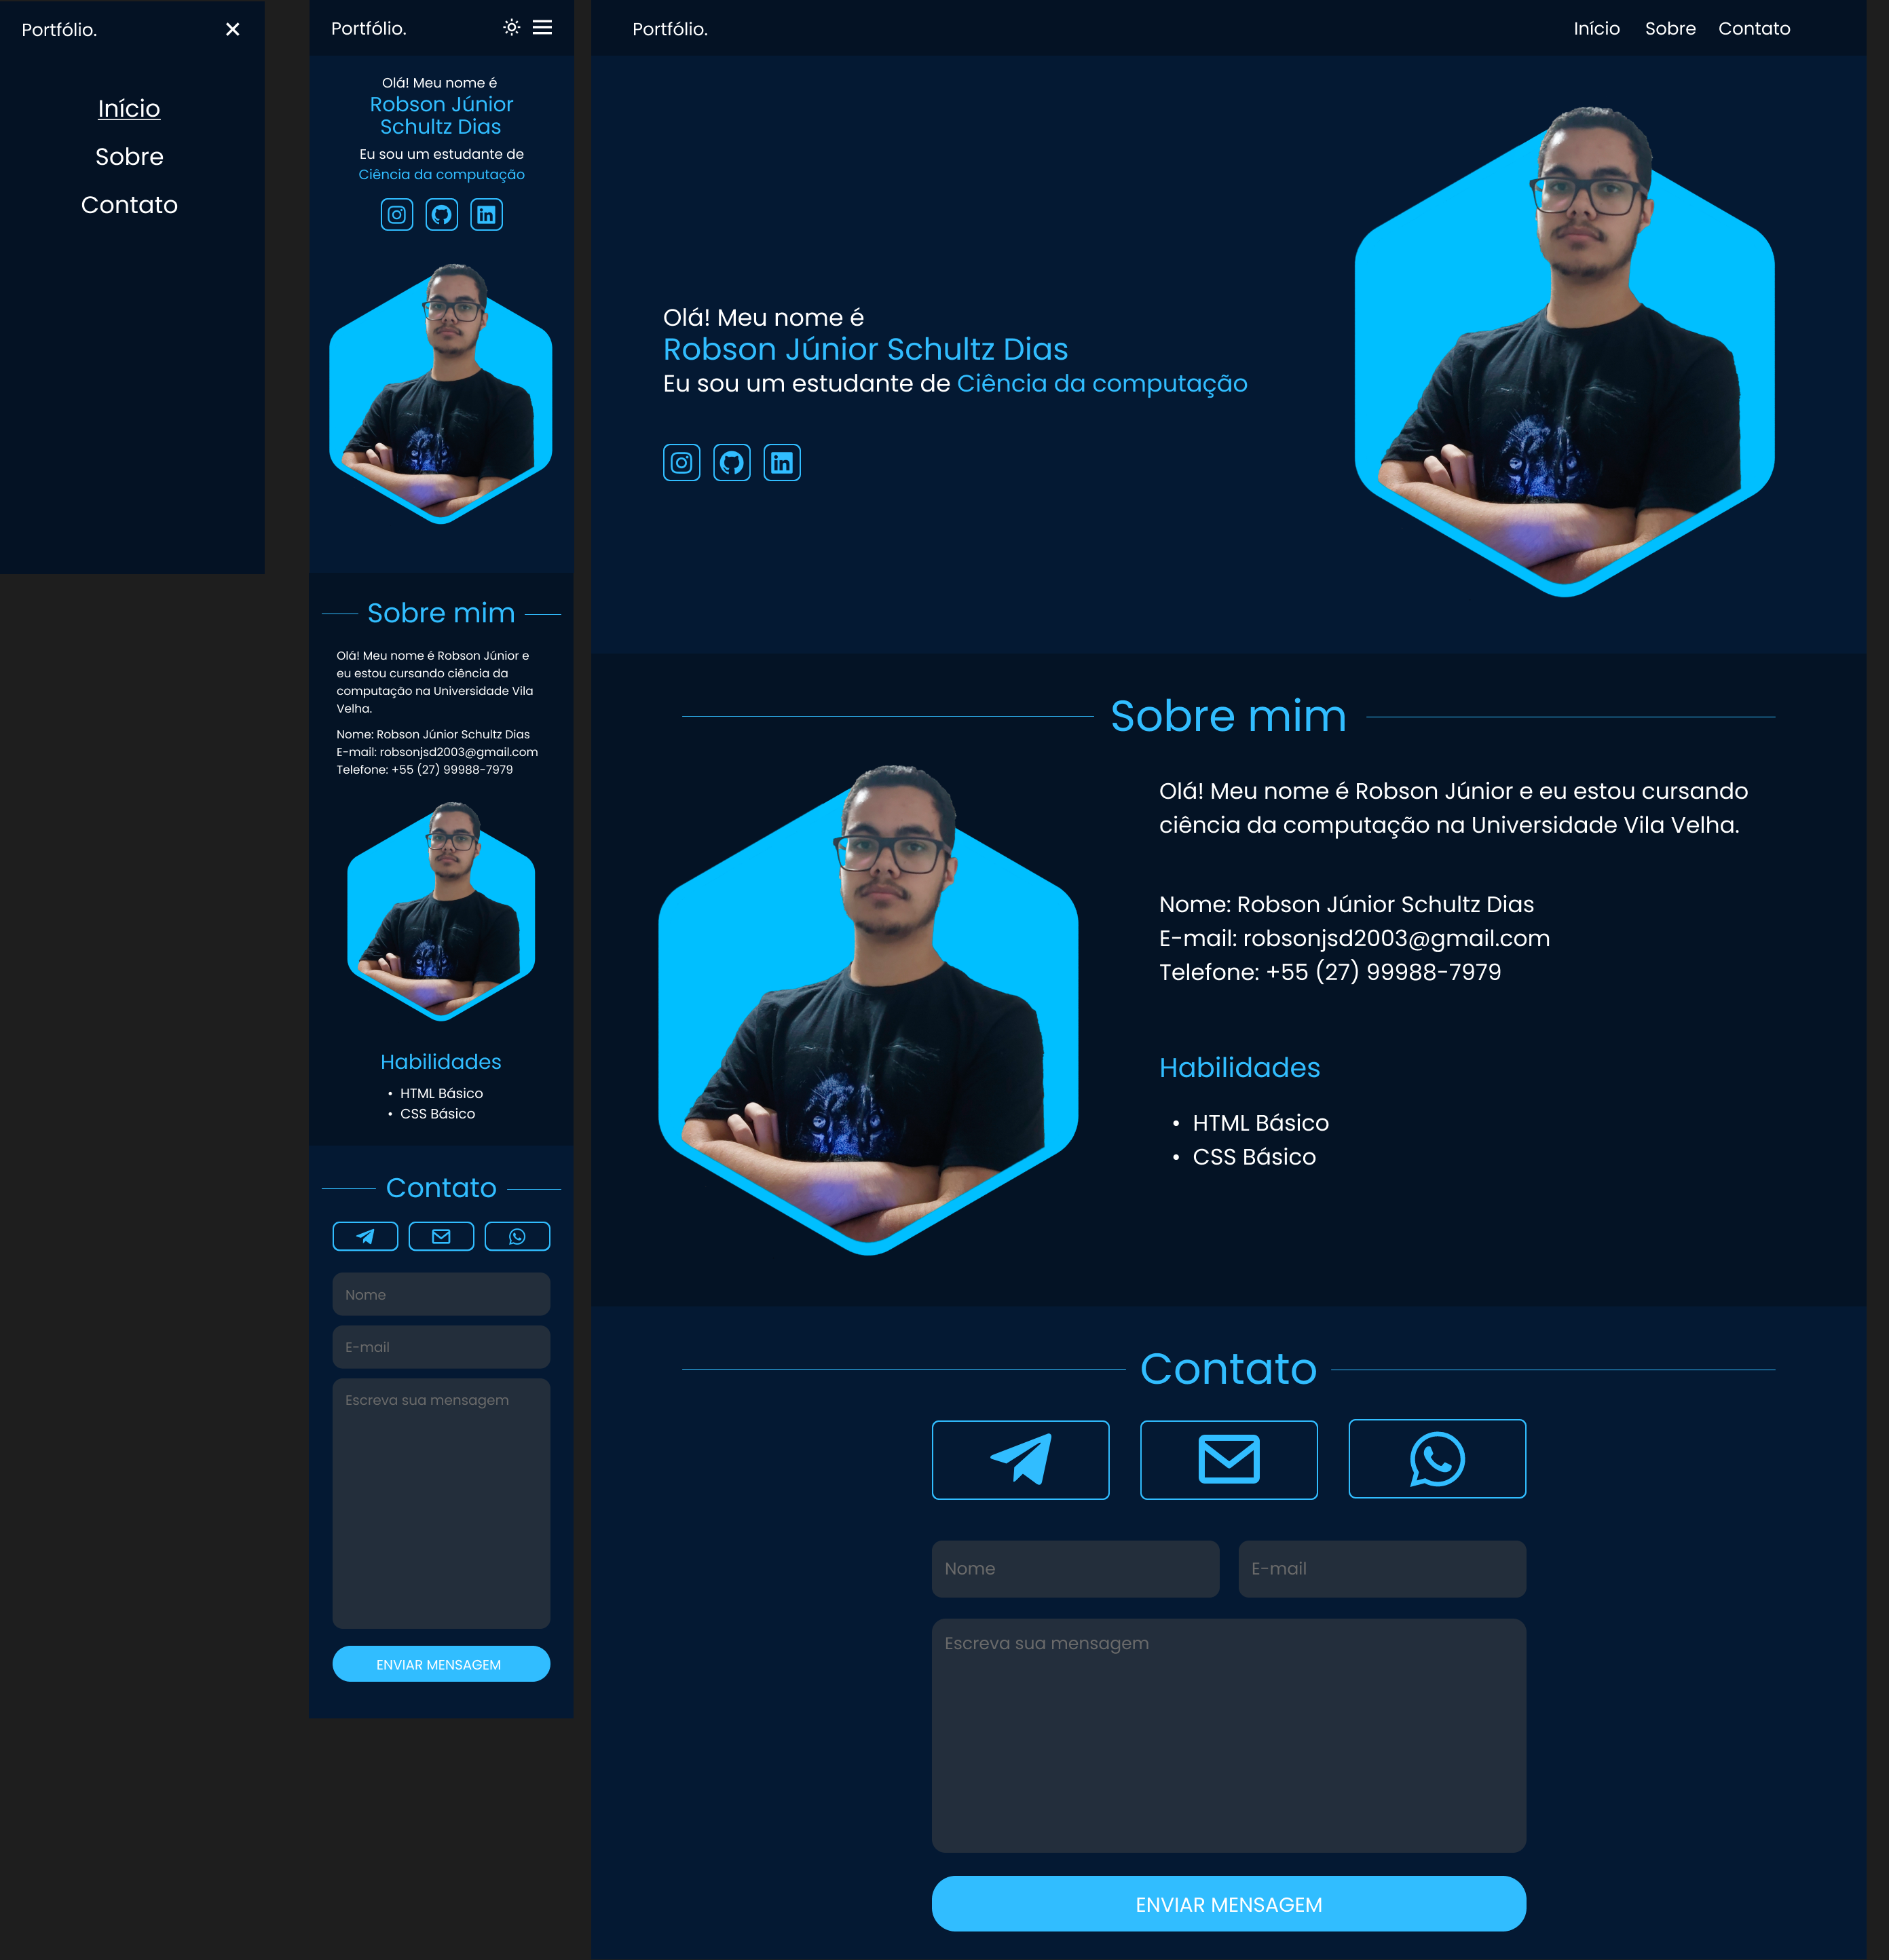 Portfólio.
Início
Sobre
Contato
Portfólio.
Olá! Meu nome é
Robson Júnior
Schultz Dias
Eu sou um estudante de
Ciência da computação
Sobre mim
Olá! Meu nome é Robson Júnior e
eu estou cursando ciência da
computação na Universidade Vila
Velha.
Nome: Robson Júnior Schultz Dias
E-mail: robsonjsd2003@gmail.com
Telefone: +55 (27) 99988-7979
Habilidades
• HTML Básico
• CSS Básico
Contato
Nome
E-mail
Escreva sua mensagem
ENVIAR MENSAGEM
Portfólio.
Início Sobre Contato
Olá! Meu nome é
Robson Júnior Schultz Dias
Eu sou um estudante de Ciência da computação
Sobre mim
Olá! Meu nome é Robson Júnior e eu estou cursando
ciência da computação na Universidade Vila Velha.
Nome: Robson Júnior Schultz Dias
E-mail: robsonjsd2003@gmail.com
Telefone: +55 (27) 99988-7979
Habilidades
• HTML Básico
• CSS Básico
Contato
Nome E-mail
Escreva sua mensagem
ENVIAR MENSAGEM